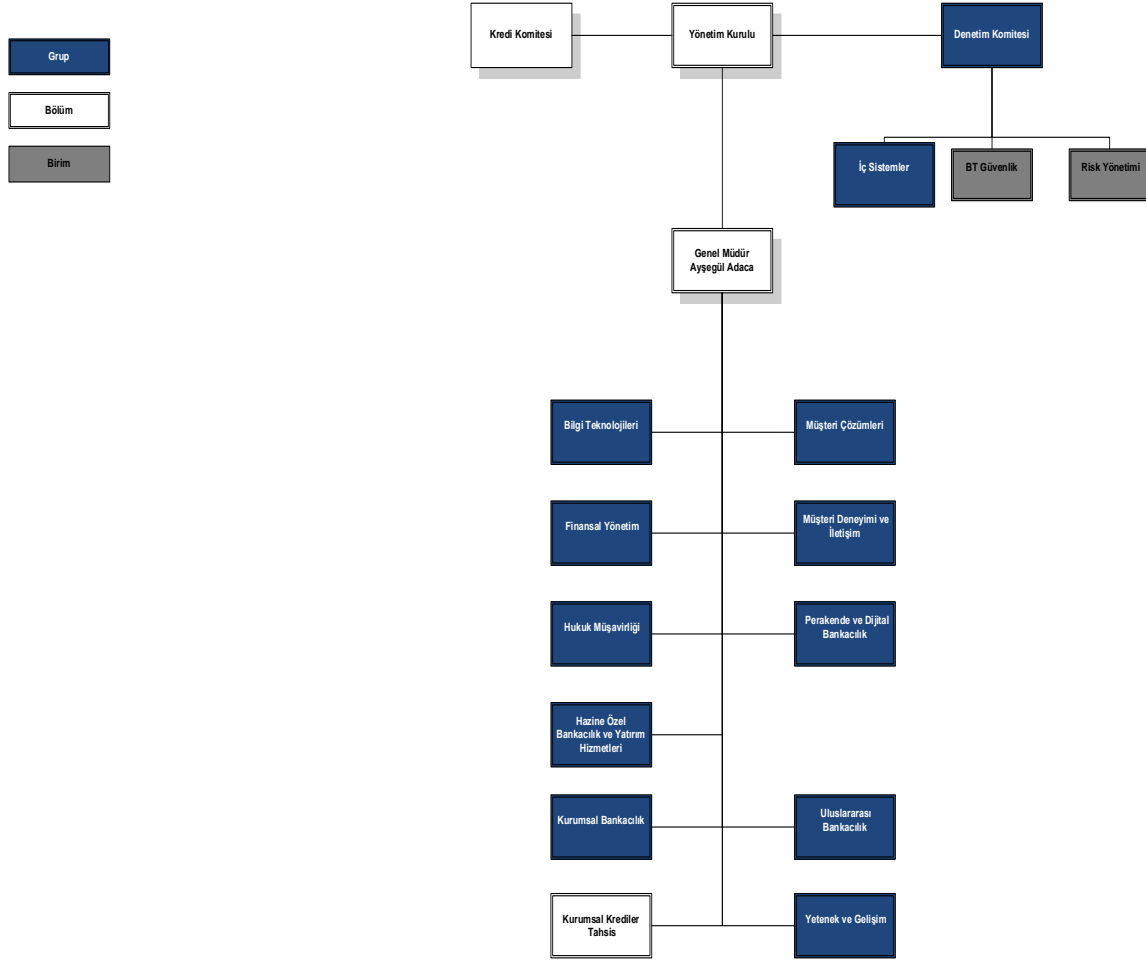 Grup
Bölüm
Birim
Kredi Komitesi
Yönetim Kurulu
Denetim Komitesi
İç Sistemler
BT Güvenlik
Risk Yönetimi
Genel Müdür
Ayşegül Adaca
Bilgi Teknolojileri
Müşteri Çözümleri
Finansal Yönetim
Müşteri Deneyimi ve
İletişim
Hukuk Müşavirliği
Perakende ve Dijital
Bankacılık
Hazine Özel
Bankacılık ve Yatırım
Hizmetleri
Kurumsal Bankacılık
Uluslararası
Bankacılık
Kurumsal Krediler
Tahsis
Yetenek ve Gelişim